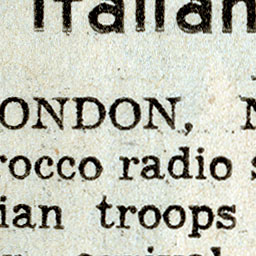 Italian
ONDON, N
rocco radio s
ian troops